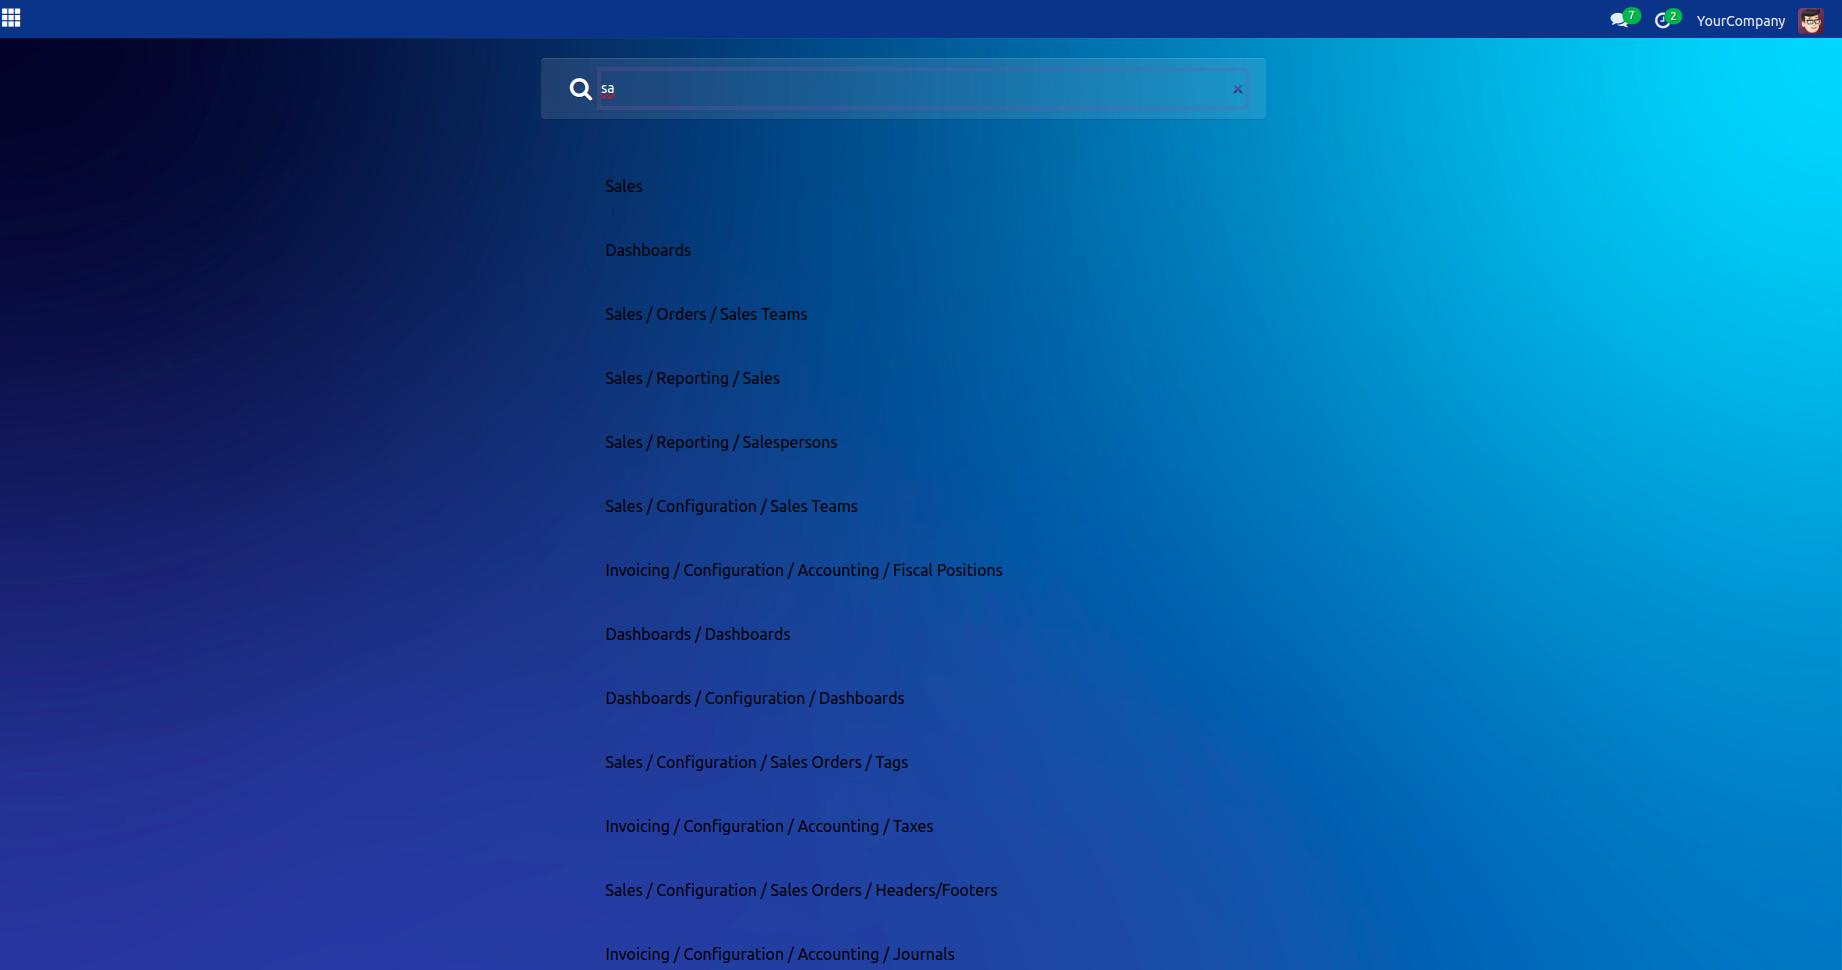 7 2 YourCompany
sa
Sales
Dashboards
Sales / Orders / Sales Teams
Sales / Reporting / Sales
Sales / Reporting / Salespersons
Sales / Configuration / Sales Teams
Invoicing / Configuration / Accounting / Fiscal Positions
Dashboards / Dashboards
Dashboards / Configuration / Dashboards
Sales / Configuration / Sales Orders / Tags
Invoicing / Configuration / Accounting / Taxes
Sales / Configuration / Sales Orders / Headers/Footers
Invoicing / Configuration / Accounting / Journals